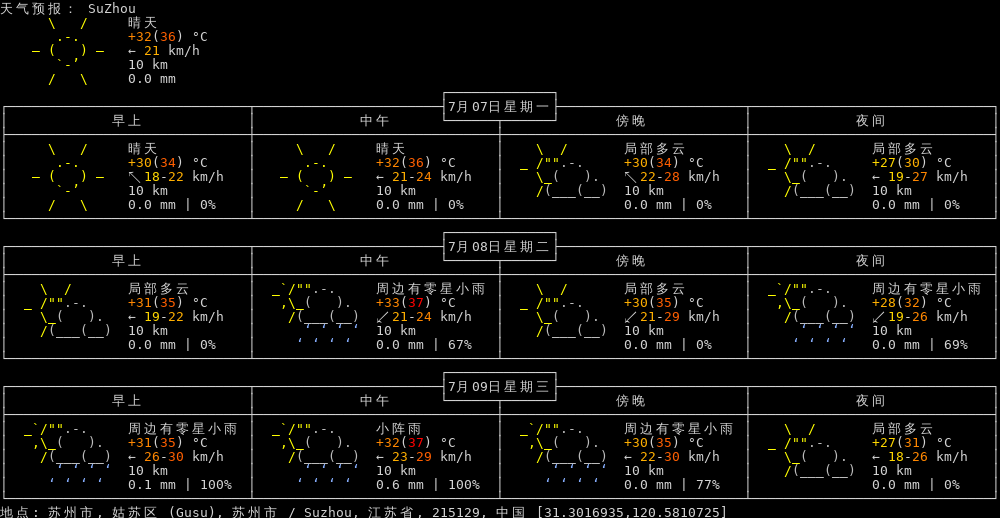 天气预报： SuZhou
晴天
+32(36) °C
← 21 km/h
10 km
0.0 mm
7月07日星期一
早上 中午 傍晚 夜间
晴天 晴天 局部多云 局部多云
+30(34) °C +32(36) °C +30(34) °C +27(30) °C
↖ 18-22 km/h ← 21-24 km/h ↖ 22-28 km/h ← 19-27 km/h
10 km 10 km 10 km 10 km
0.0 mm | 0% 0.0 mm | 0% 0.0 mm | 0% 0.0 mm | 0%
7月08日星期二
早上 中午 傍晚 夜间
局部多云 周边有零星小雨 局部多云 周边有零星小雨
+31(35) °C +33(37) °C +30(35) °C +28(32) °C
← 19-22 km/h ↙ 21-24 km/h ↙ 21-29 km/h ↙ 19-26 km/h
10 km 10 km 10 km 10 km
0.0 mm | 0% 0.0 mm | 67% 0.0 mm | 0% 0.0 mm | 69%
7月09日星期三
早上 中午 傍晚 夜间
周边有零星小雨 小阵雨 周边有零星小雨 局部多云
+31(35) °C +32(37) °C +30(35) °C +27(31) °C
← 26-30 km/h ← 23-29 km/h ← 22-30 km/h ← 18-26 km/h
10 km 10 km 10 km 10 km
0.1 mm | 100% 0.6 mm | 100% 0.0 mm | 77% 0.0 mm | 0%
地点: 苏州市, 姑苏区 (Gusu), 苏州市 / Suzhou, 江苏省, 215129, 中国 [31.3016935,120.5810725]